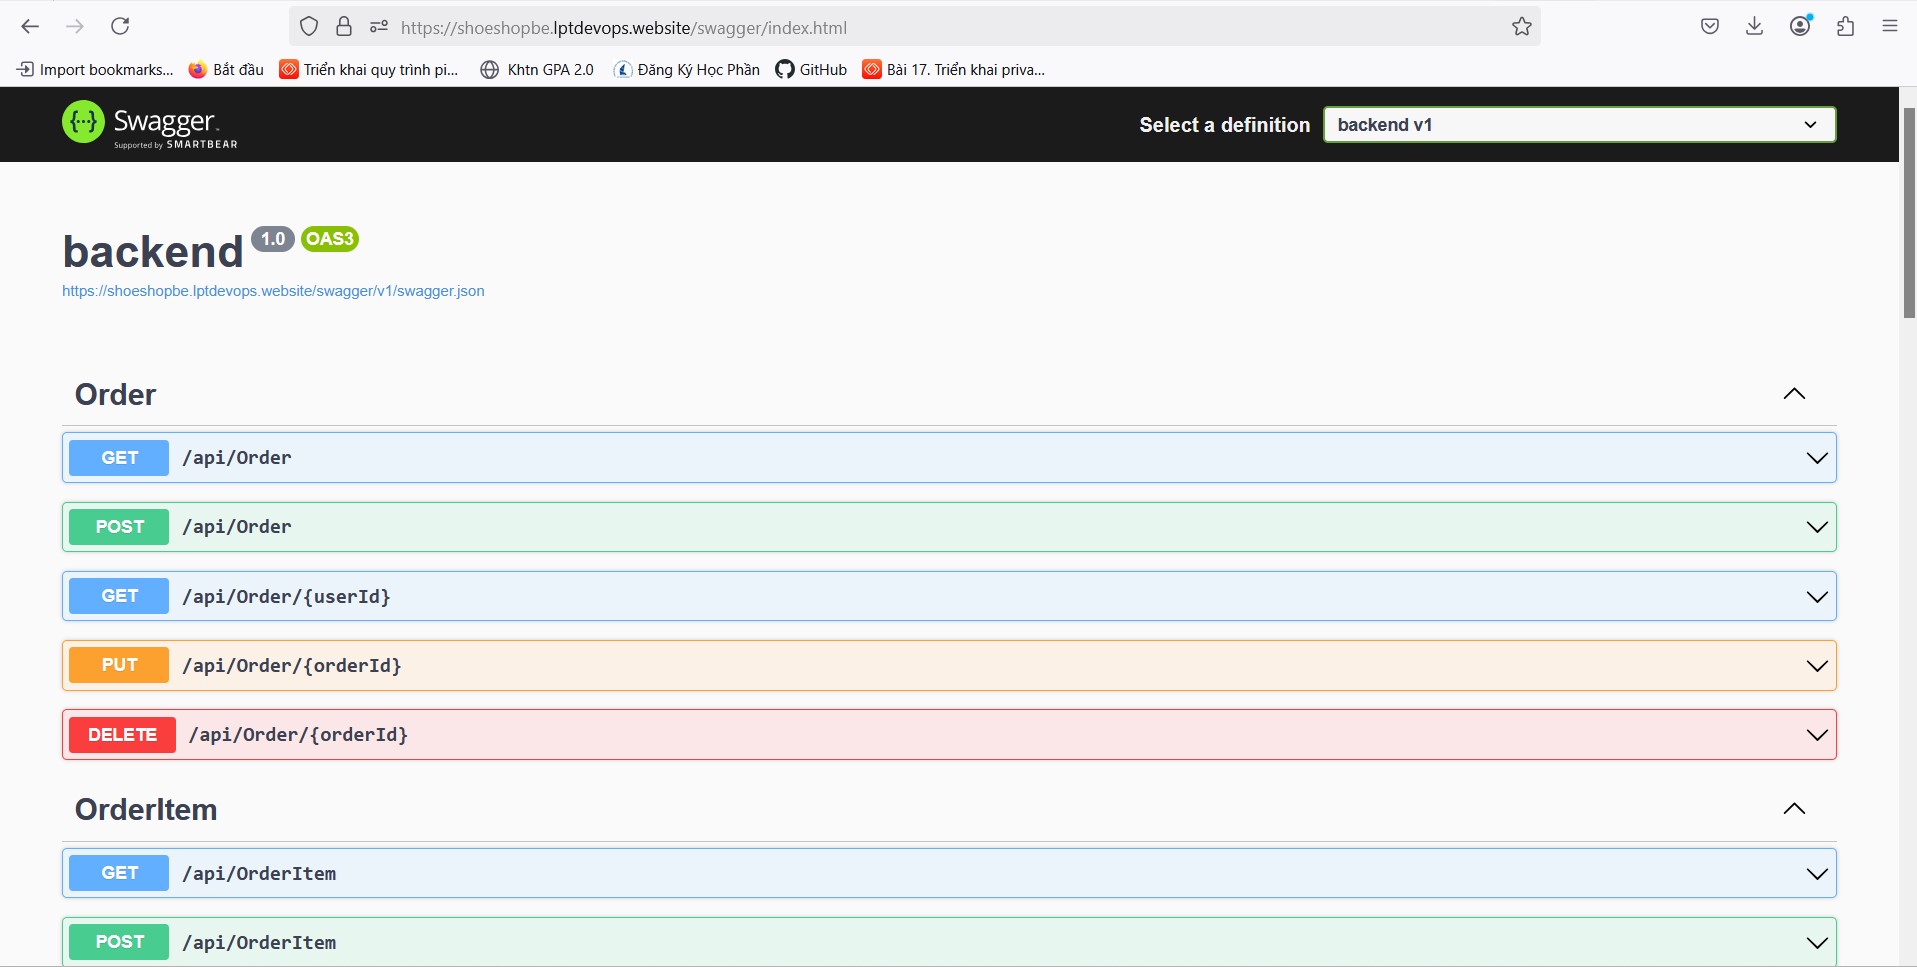 https://shoeshopbe.lptdevops.website/swagger/index.html
Import bookmarks... Bắt đầu Triển khai quy trình pi... Khtn GPA 2.0 Đăng Ký Học Phần GitHub Bài 17. Triển khai priva...
Swagger
Supported by SMARTBEAR
Select a definition backend v1
backend 1.0 OAS3
https://shoeshopbe.lptdevops.website/swagger/v1/swagger.json
Order
GET /api/Order
POST /api/Order
GET /api/Order/{userId}
PUT /api/Order/{orderId}
DELETE /api/Order/{orderId}
OrderItem
GET /api/OrderItem
POST /api/OrderItem